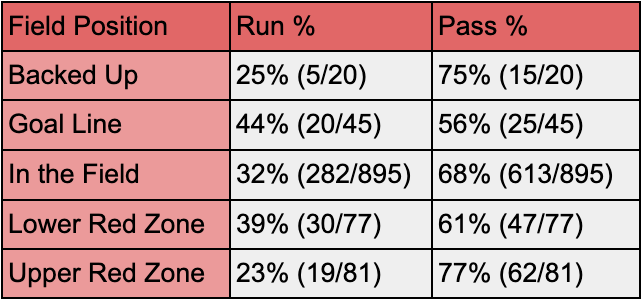 Field Position Run % Pass %
Backed Up 25% (5/20) 75% (15/20)
Goal Line 44% (20/45) 56% (25/45)
In the Field 32% (282/895) 68% (613/895)
Lower Red Zone 39% (30/77) 61% (47/77)
Upper Red Zone 23% (19/81) 77% (62/81)